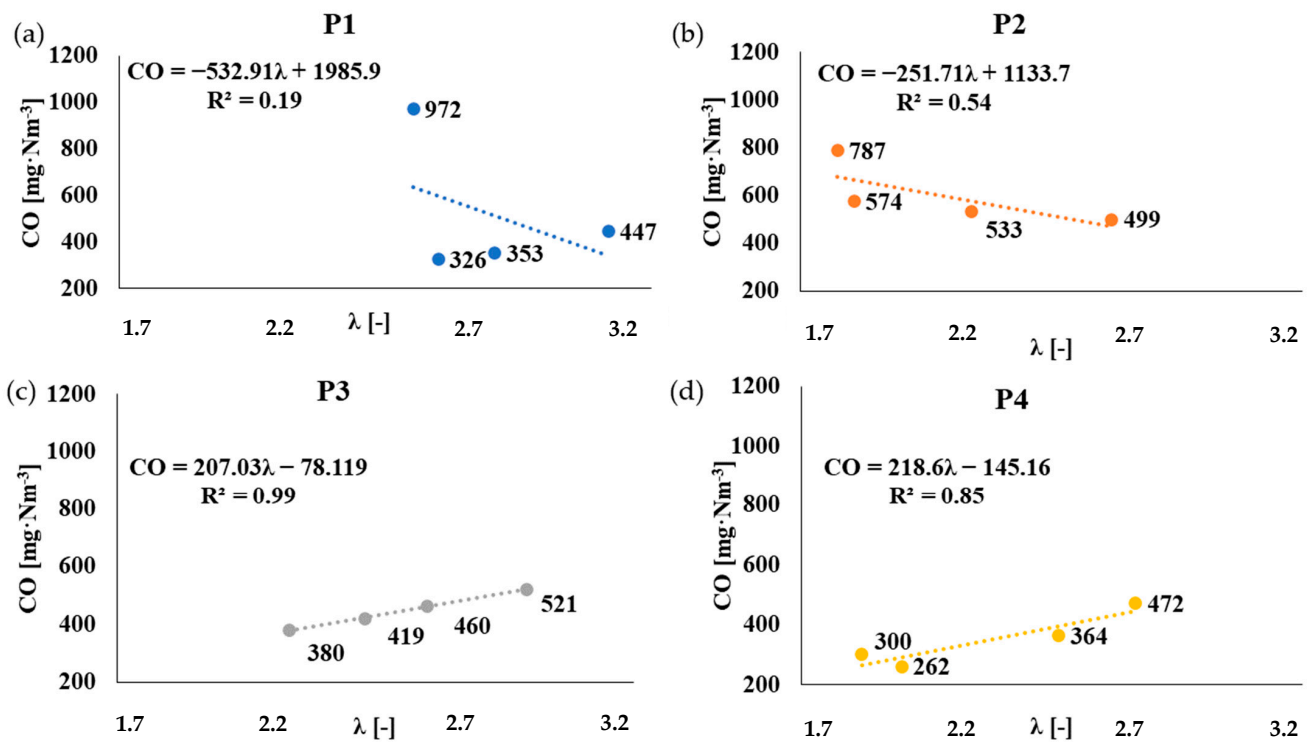 (a)
P1
1200
1000
800
600
400
200
CO [mg·Nm⁻³]
CO = −532.91λ + 1985.9
R² = 0.19
972
326
353
447
1.7 2.2 2.7 3.2
λ [-]
(b)
P2
1200
1000
800
600
400
200
CO [mg·Nm⁻³]
CO = −251.71λ + 1133.7
R² = 0.54
787
574
533
499
1.7 2.2 2.7 3.2
λ [-]
(c)
P3
1200
1000
800
600
400
200
CO [mg·Nm⁻³]
CO = 207.03λ − 78.119
R² = 0.99
380
419
460
521
1.7 2.2 2.7 3.2
λ [-]
(d)
P4
1200
1000
800
600
400
200
CO [mg·Nm⁻³]
CO = 218.6λ − 145.16
R² = 0.85
300
262
364
472
1.7 2.2 2.7 3.2
λ [-]